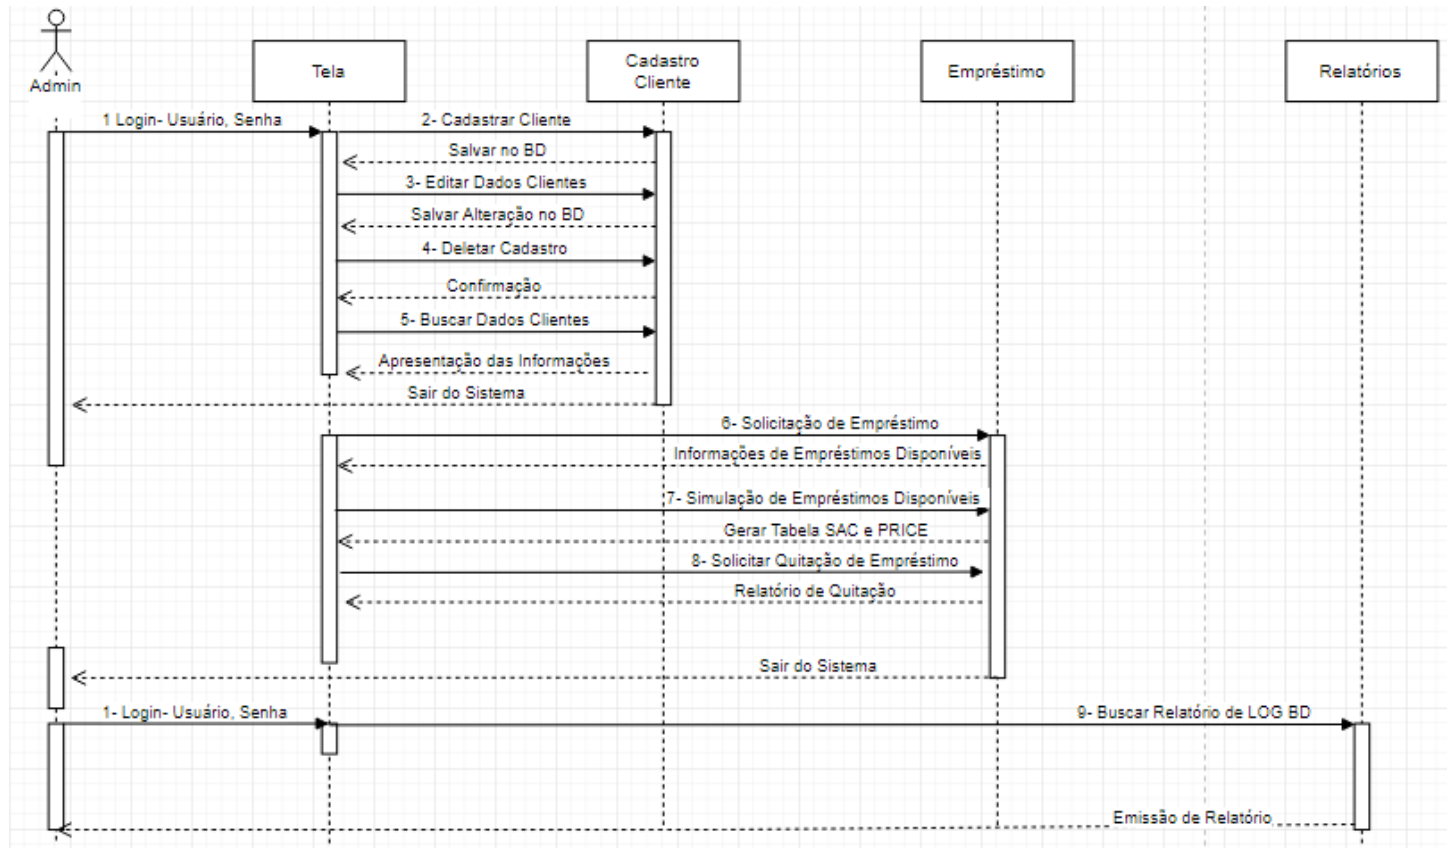 Admin
Tela
Cadastro
Cliente
Empréstimo
Relatórios
1 Login- Usuário, Senha
2- Cadastrar Cliente
Salvar no BD
3- Editar Dados Clientes
Salvar Alteração no BD
4- Deletar Cadastro
Confirmação
5- Buscar Dados Clientes
Apresentação das Informações
Sair do Sistema
6- Solicitação de Empréstimo
Informações de Empréstimos Disponíveis
7- Simulação de Empréstimos Disponíveis
Gerar Tabela SAC e PRICE
8- Solicitar Quitação de Empréstimo
Relatório de Quitação
Sair do Sistema
1- Login- Usuário, Senha
9- Buscar Relatório de LOG BD
Emissão de Relatório